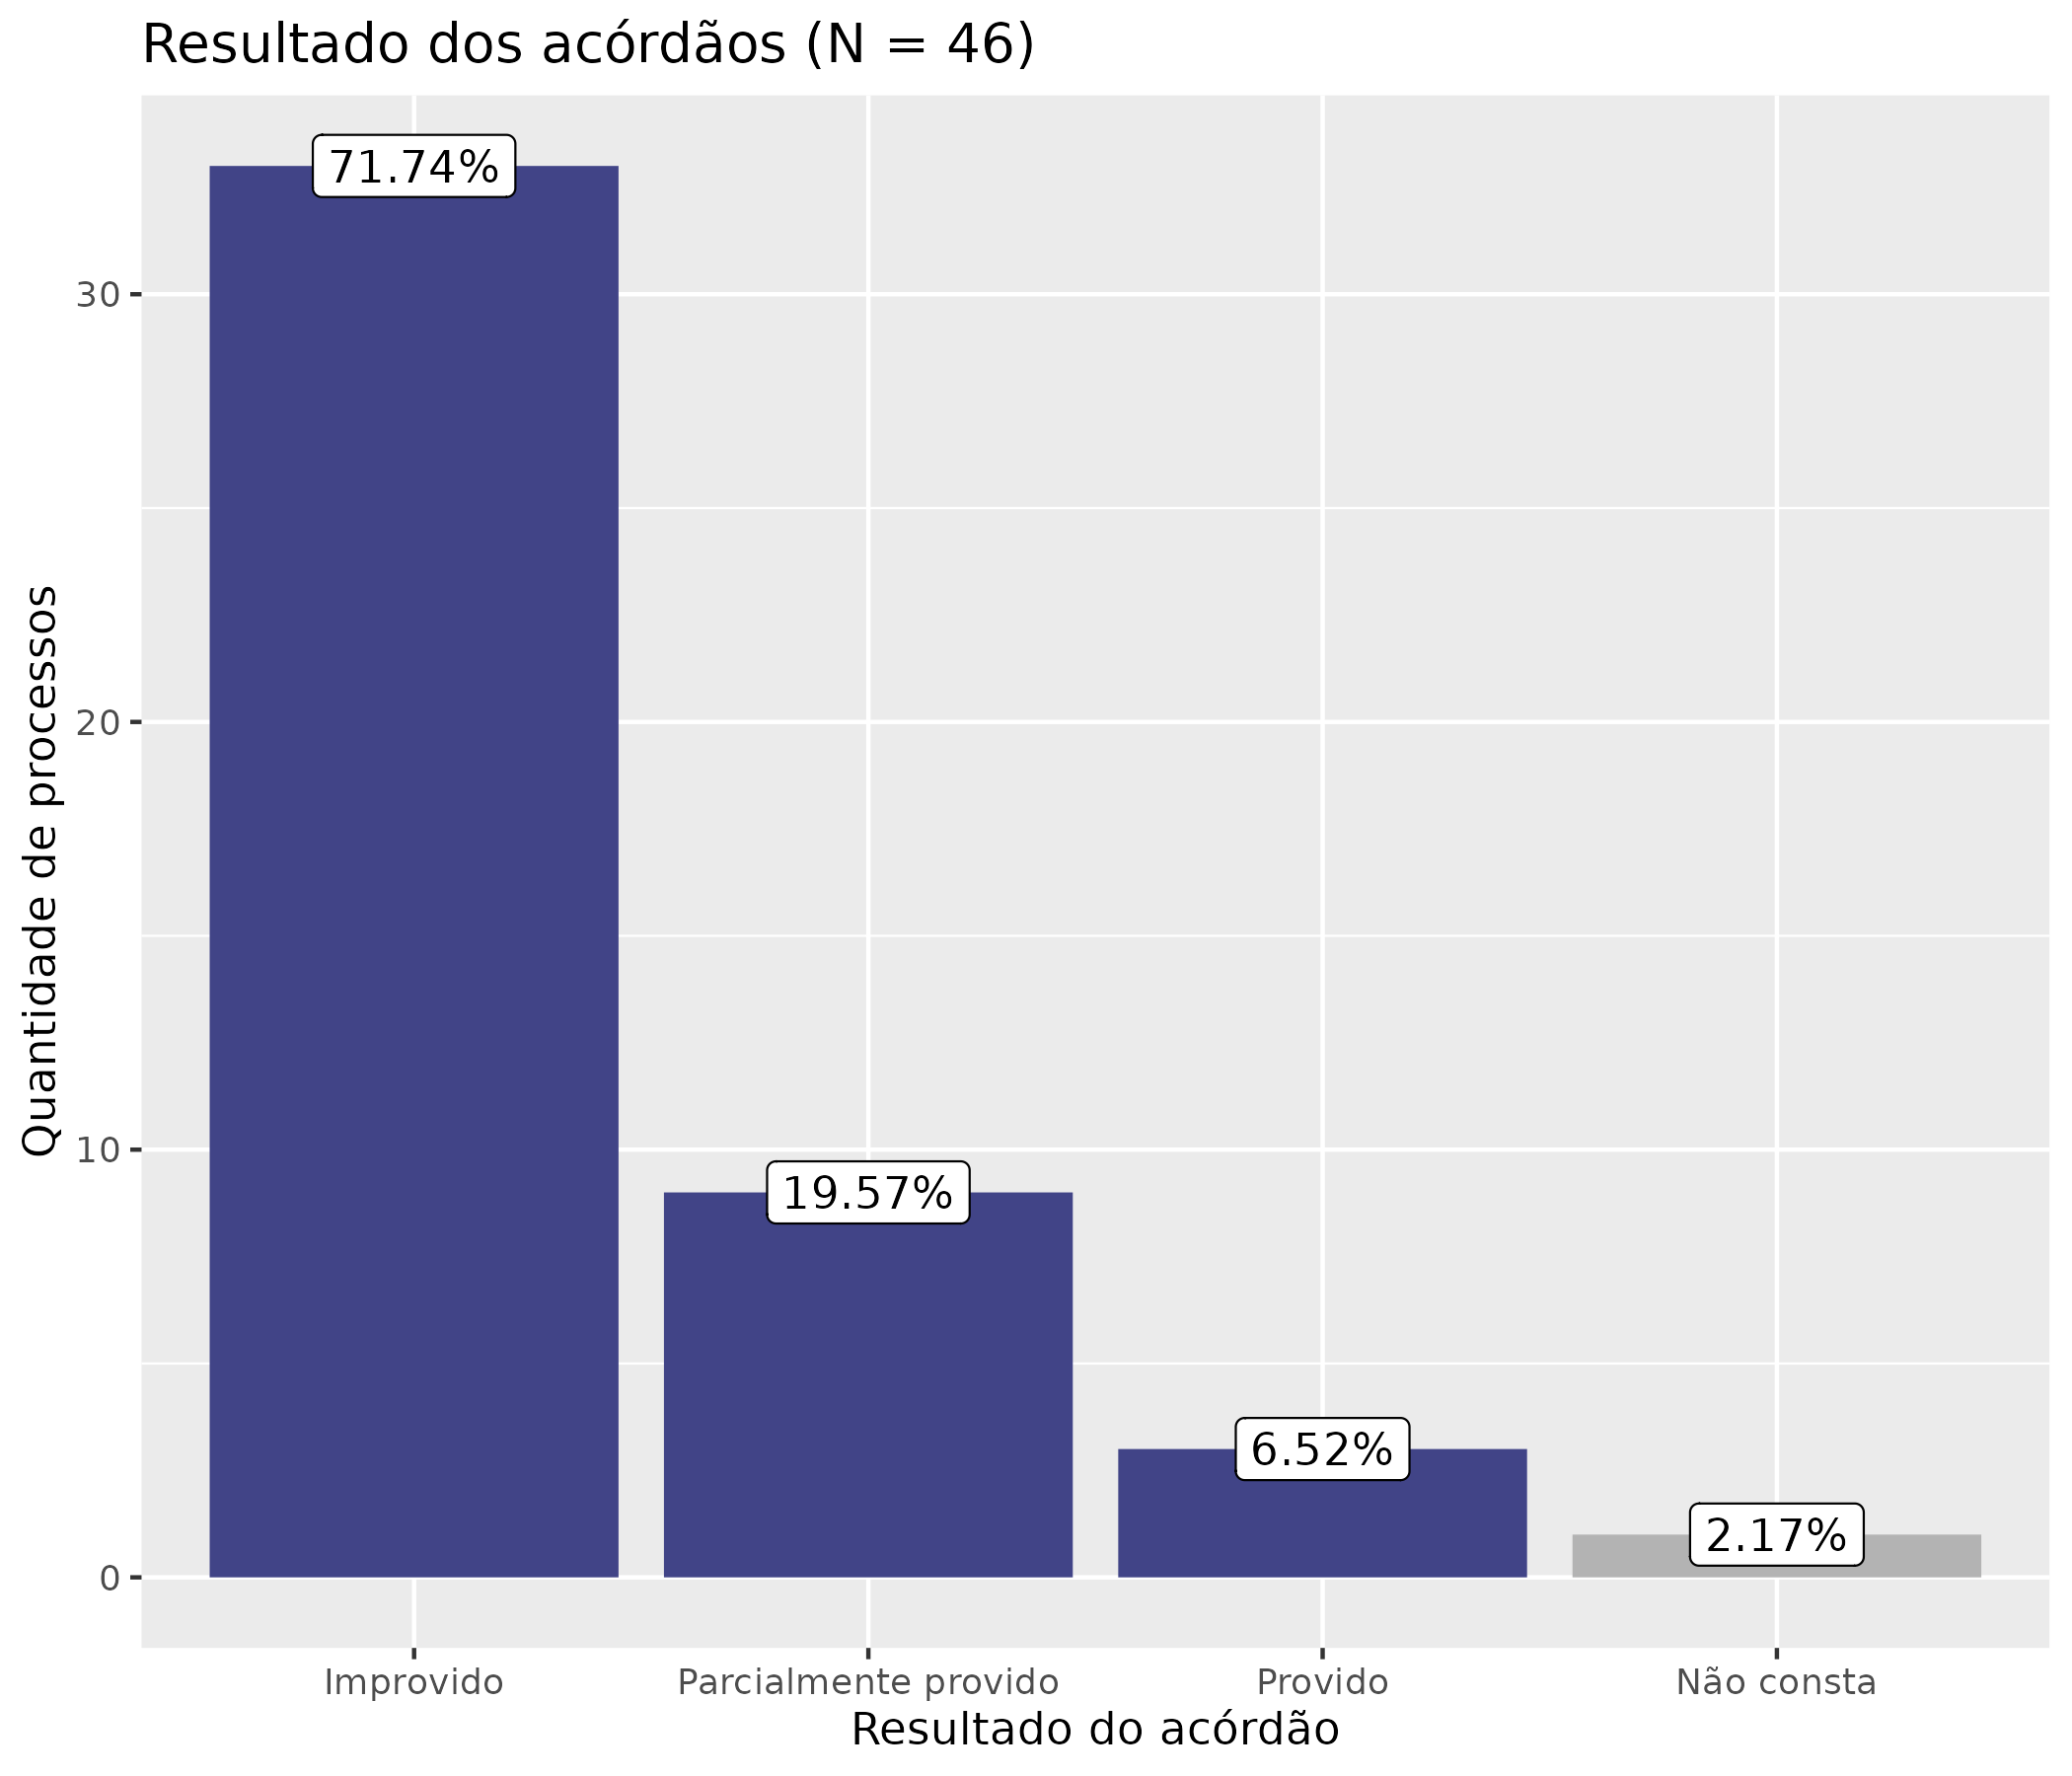 Resultado dos acórdãos (N = 46)
Quantidade de processos
30
20
10
0
71.74%
19.57%
6.52%
2.17%
Improvido
Parcialmente provido
Provido
Não consta
Resultado do acórdão